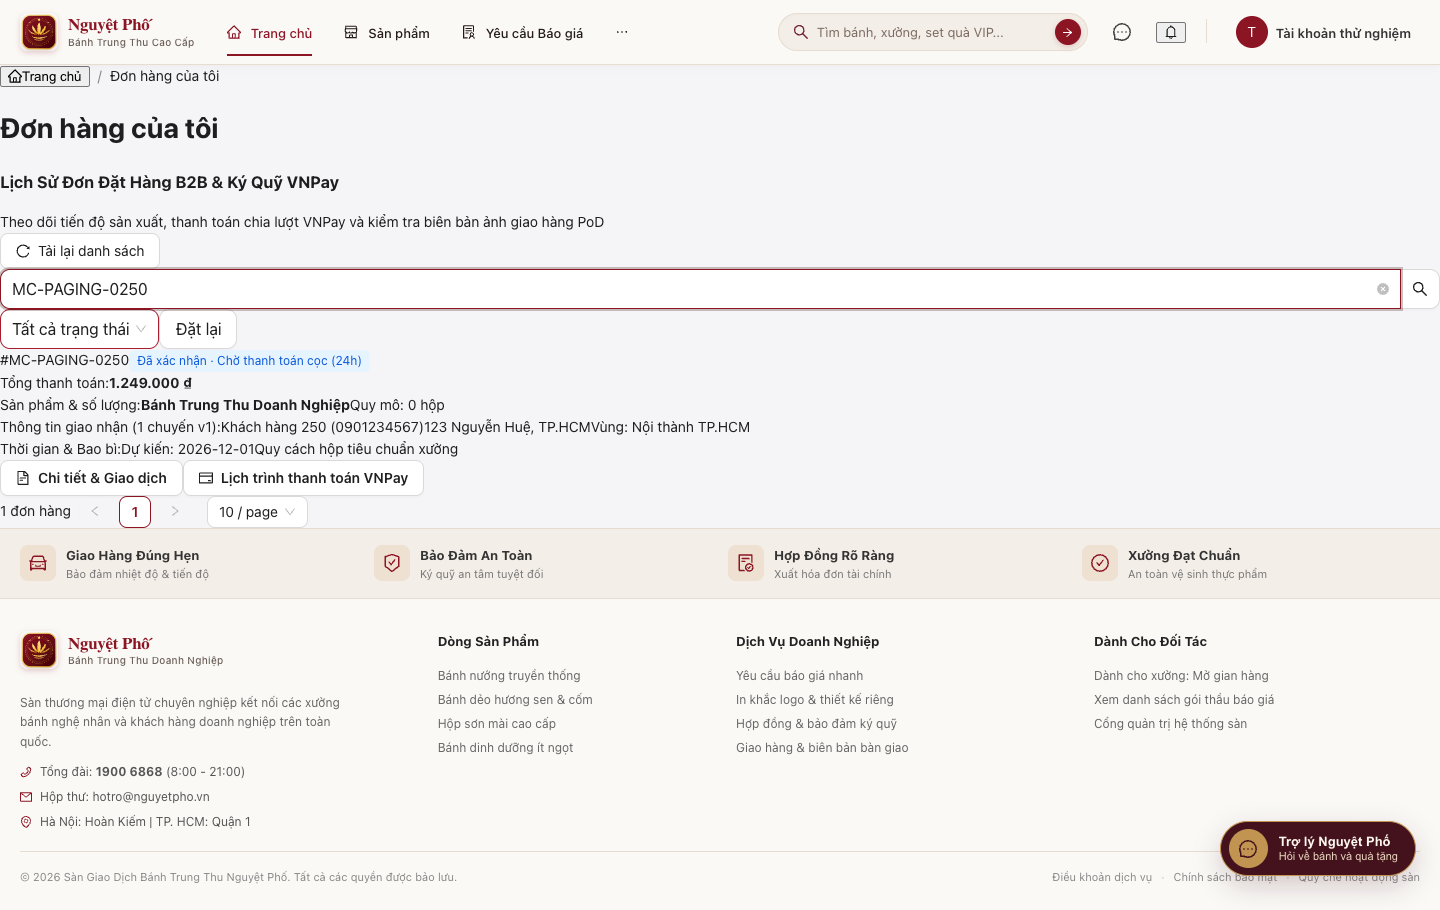 Nguyệt Phố
Bánh Trung Thu Cao Cấp
Trang chủ
Sản phẩm
Yêu cầu Báo giá
···
Tìm bánh, xưởng, set quà VIP...
T
Tài khoản thử nghiệm
Trang chủ / Đơn hàng của tôi
Đơn hàng của tôi
Lịch Sử Đơn Đặt Hàng B2B & Ký Quỹ VNPay
Theo dõi tiến độ sản xuất, thanh toán chia lượt VNPay và kiểm tra biên bản ảnh giao hàng PoD
Tải lại danh sách
MC-PAGING-0250
Tất cả trạng thái
Đặt lại
#MC-PAGING-0250 Đã xác nhận · Chờ thanh toán cọc (24h)
Tổng thanh toán:1.249.000 ₫
Sản phẩm & số lượng:Bánh Trung Thu Doanh NghiệpQuy mô: 0 hộp
Thông tin giao nhận (1 chuyến v1):Khách hàng 250 (0901234567)123 Nguyễn Huệ, TP.HCMVùng: Nội thành TP.HCM
Thời gian & Bao bì:Dự kiến: 2026-12-01Quy cách hộp tiêu chuẩn xưởng
Chi tiết & Giao dịch
Lịch trình thanh toán VNPay
1 đơn hàng
1
10 / page
Giao Hàng Đúng Hẹn
Bảo đảm nhiệt độ & tiến độ
Bảo Đảm An Toàn
Ký quỹ an tâm tuyệt đối
Hợp Đồng Rõ Ràng
Xuất hóa đơn tài chính
Xưởng Đạt Chuẩn
An toàn vệ sinh thực phẩm
Nguyệt Phố
Bánh Trung Thu Doanh Nghiệp
Sàn thương mại điện tử chuyên nghiệp kết nối các xưởng
bánh nghệ nhân và khách hàng doanh nghiệp trên toàn
quốc.
Tổng đài: 1900 6868 (8:00 - 21:00)
Hộp thư: hotro@nguyetpho.vn
Hà Nội: Hoàn Kiếm | TP. HCM: Quận 1
Dòng Sản Phẩm
Bánh nướng truyền thống
Bánh dẻo hương sen & cốm
Hộp sơn mài cao cấp
Bánh dinh dưỡng ít ngọt
Dịch Vụ Doanh Nghiệp
Yêu cầu báo giá nhanh
In khắc logo & thiết kế riêng
Hợp đồng & bảo đảm ký quỹ
Giao hàng & biên bản bàn giao
Dành Cho Đối Tác
Dành cho xưởng: Mở gian hàng
Xem danh sách gói thầu báo giá
Cổng quản trị hệ thống sàn
Trợ lý Nguyệt Phố
Hỏi về bánh và quà tặng
© 2026 Sàn Giao Dịch Bánh Trung Thu Nguyệt Phố. Tất cả các quyền được bảo lưu.
Điều khoản dịch vụ · Chính sách bảo mật · Quy chế hoạt động sàn